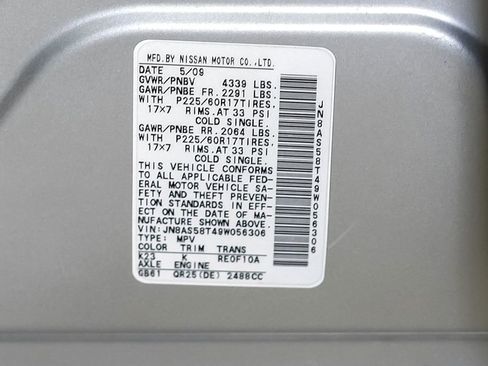 MFD.BY NISSAN MOTOR CO.,LTD.
DATE 5/09
GVWR/PNBV 4339 LBS.
GAWR/PNBE FR. 2291 LBS.
WITH P225/60R17TIRES.
17×7 RIMS.AT 33 PSI
COLD SINGLE.
GAWR/PNBE RR. 2064 LBS.
WITH P225/60R17TIRES.
17×7 RIMS.AT 33 PSI
COLD SINGLE.
THIS VEHICLE CONFORMS
TO ALL APPLICABLE FED-
ERAL MOTOR VEHICLE SA-
FETY AND THEFT PREVEN-
TION STANDARDS IN EFF-
ECT ON THE DATE OF MA-
NUFACTURE SHOWN ABOVE.
VIN: JN8AS58T49W056306
TYPE: MPV
COLOR TRIM TRANS
K23 K RE0F10A
AXLE ENGINE
GB61 QR25(DE) 2488CC
JN8AS58T49W056306